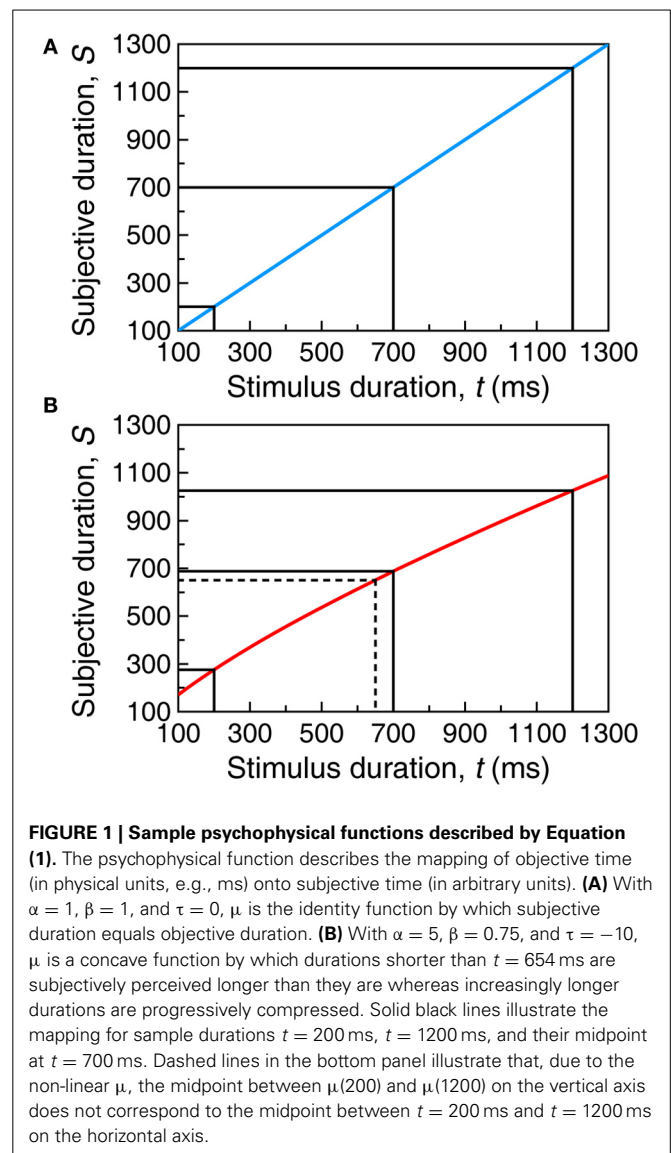 A
Subjective duration, S
1300
1100
900
700
500
300
100
100 300 500 700 900 1100 1300
Stimulus duration, t (ms)
B
Subjective duration, S
1300
1100
900
700
500
300
100
100 300 500 700 900 1100 1300
Stimulus duration, t (ms)
FIGURE 1 | Sample psychophysical functions described by Equation
(1). The psychophysical function describes the mapping of objective time
(in physical units, e.g., ms) onto subjective time (in arbitrary units). (A) With
α = 1, β = 1, and τ = 0, μ is the identity function by which subjective
duration equals objective duration. (B) With α = 5, β = 0.75, and τ = −10,
μ is a concave function by which durations shorter than t = 654 ms are
subjectively perceived longer than they are whereas increasingly longer
durations are progressively compressed. Solid black lines illustrate the
mapping for sample durations t = 200 ms, t = 1200 ms, and their midpoint
at t = 700 ms. Dashed lines in the bottom panel illustrate that, due to the
non-linear μ, the midpoint between μ(200) and μ(1200) on the vertical axis
does not correspond to the midpoint between t = 200 ms and t = 1200 ms
on the horizontal axis.